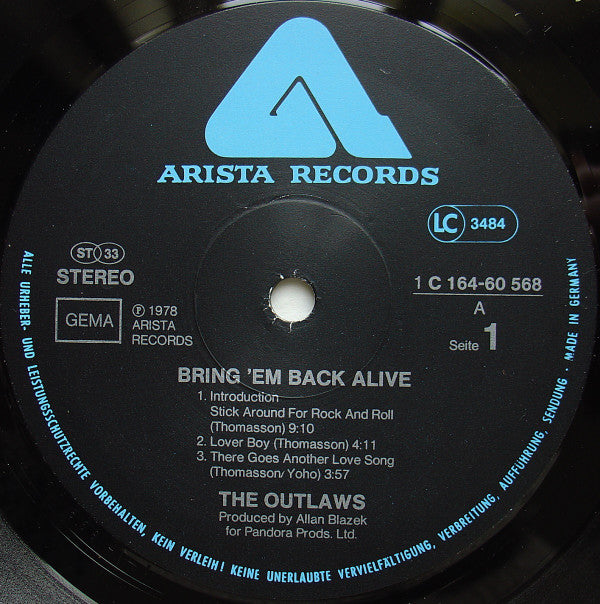 ARISTA RECORDS
LC 3484
ST 33
STEREO
GEMA
℗ 1978
ARISTA
RECORDS
1 C 164-60 568
A
Seite 1
BRING 'EM BACK ALIVE
1. Introduction
Stick Around For Rock And Roll
(Thomasson) 9:10
2. Lover Boy (Thomasson) 4:11
3. There Goes Another Love Song
(Thomasson/Yoho) 3:57
THE OUTLAWS
Produced by Allan Blazek
for Pandora Prods. Ltd.
ALLE URHEBER- UND LEISTUNGSSCHUTZRECHTE VORBEHALTEN, KEIN VERLEIH! KEINE UNERLAUBTE VERVIELFÄLTIGUNG, VERBREITUNG, AUFFÜHRUNG, SENDUNG · MADE IN GERMANY